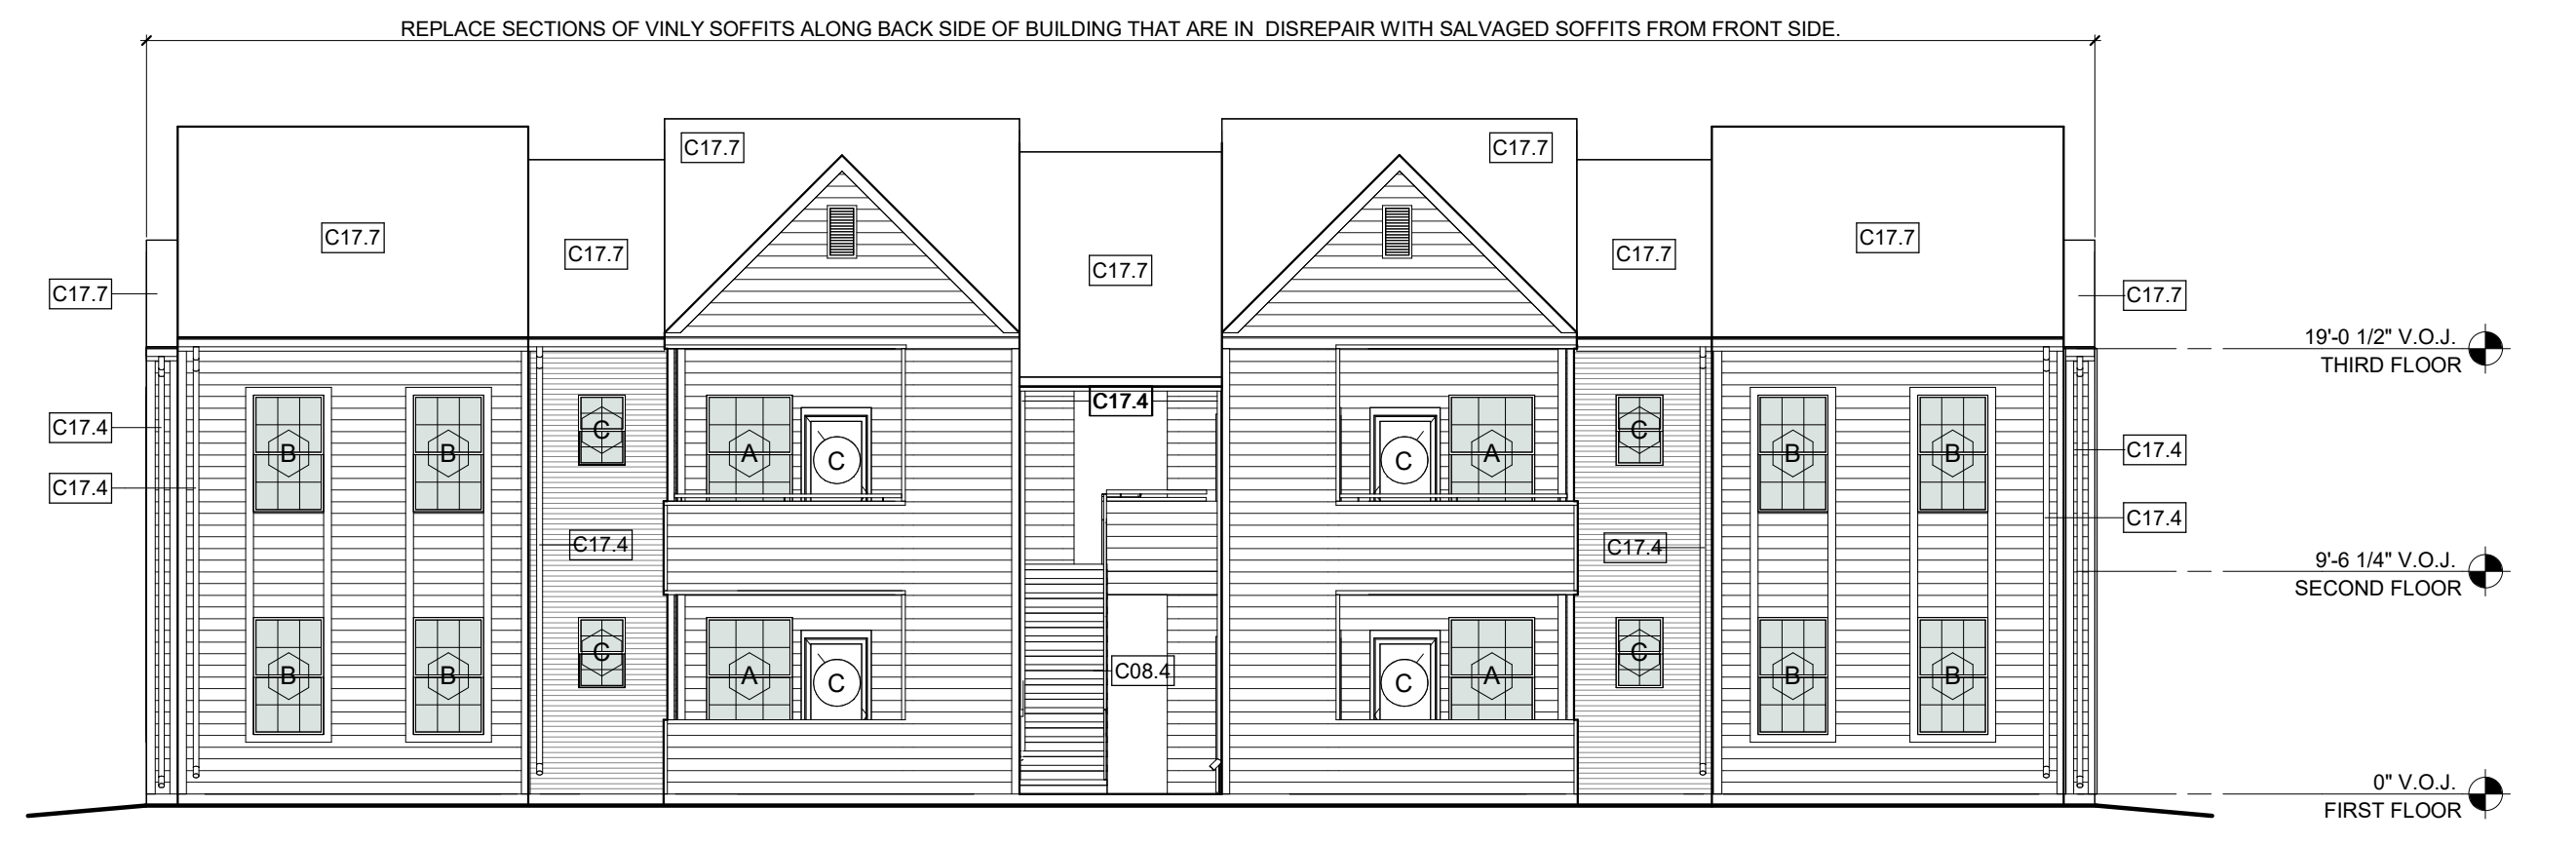 REPLACE SECTIONS OF VINLY SOFFITS ALONG BACK SIDE OF BUILDING THAT ARE IN DISREPAIR WITH SALVAGED SOFFITS FROM FRONT SIDE.
C17.7
C17.7
C17.7
C17.7
C17.7
C17.7
C17.7
C17.7
C17.7
19'-0 1/2" V.O.J.
THIRD FLOOR
C17.4
C17.4
C17.4
B
B
C
A
C
C
A
C
B
B
C17.4
C17.4
C17.4
C17.4
C17.4
9'-6 1/4" V.O.J.
SECOND FLOOR
B
B
C
A
C
C08.4
C
A
C
B
B
0" V.O.J.
FIRST FLOOR